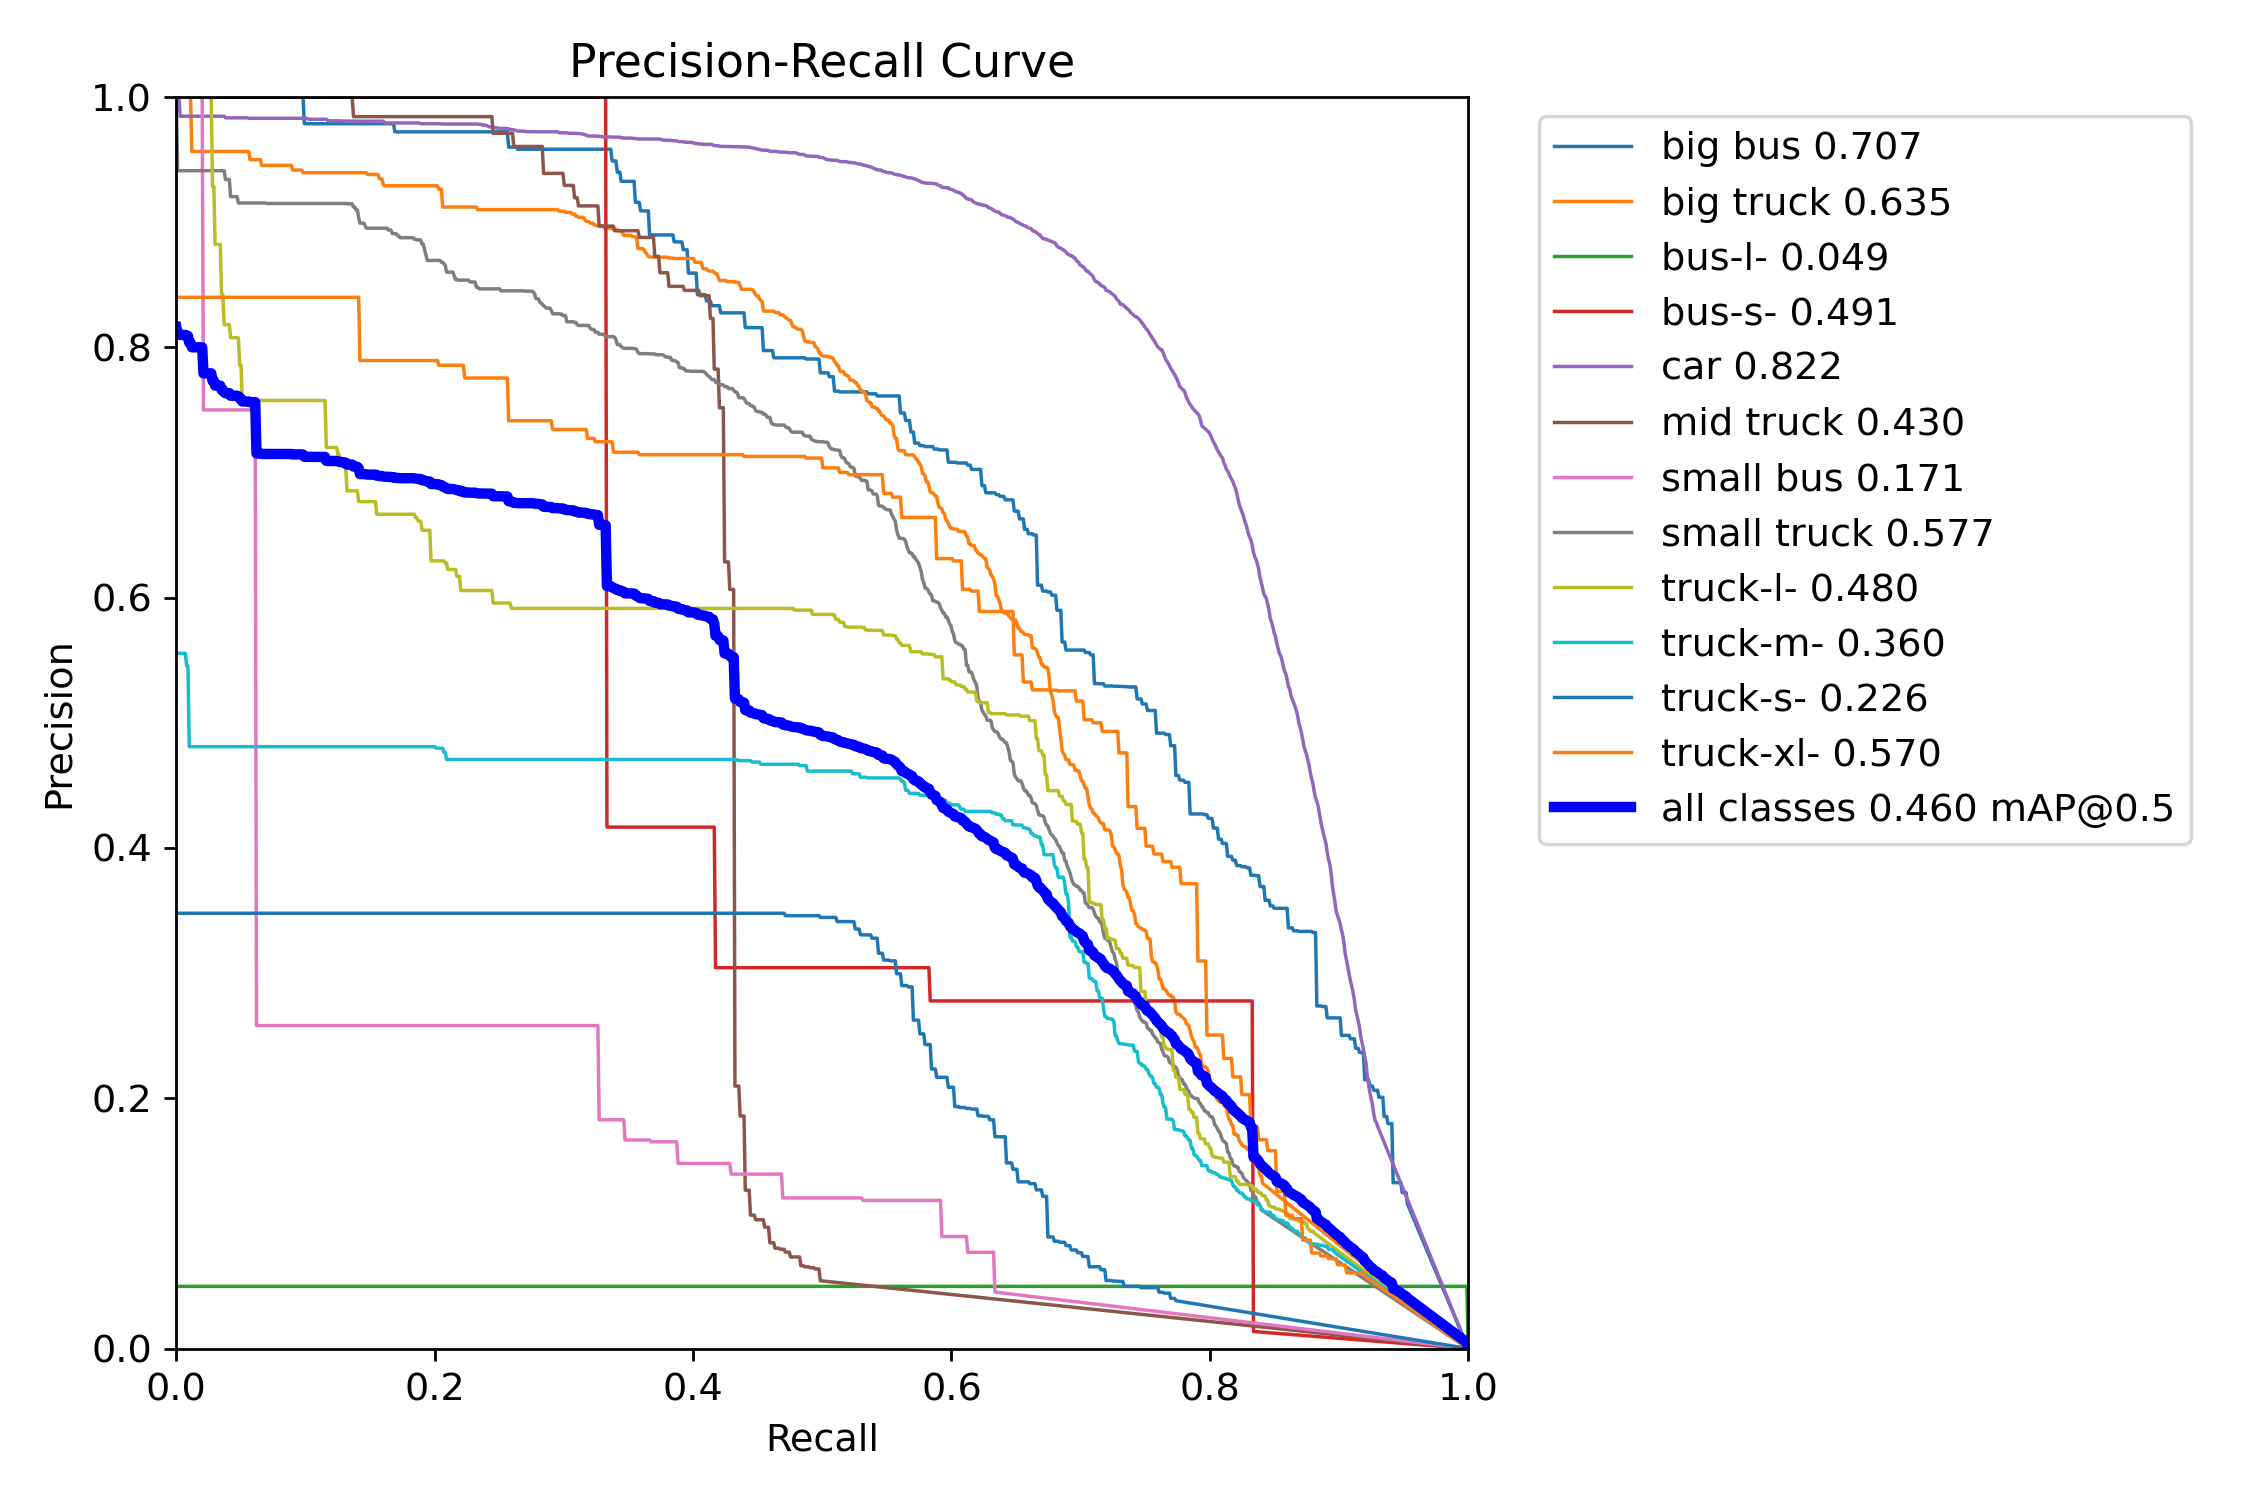 Precision-Recall Curve
1.0
0.8
0.6
0.4
0.2
0.0
Precision
0.0 0.2 0.4 0.6 0.8 1.0
Recall
big bus 0.707
big truck 0.635
bus-l- 0.049
bus-s- 0.491
car 0.822
mid truck 0.430
small bus 0.171
small truck 0.577
truck-l- 0.480
truck-m- 0.360
truck-s- 0.226
truck-xl- 0.570
all classes 0.460 mAP@0.5